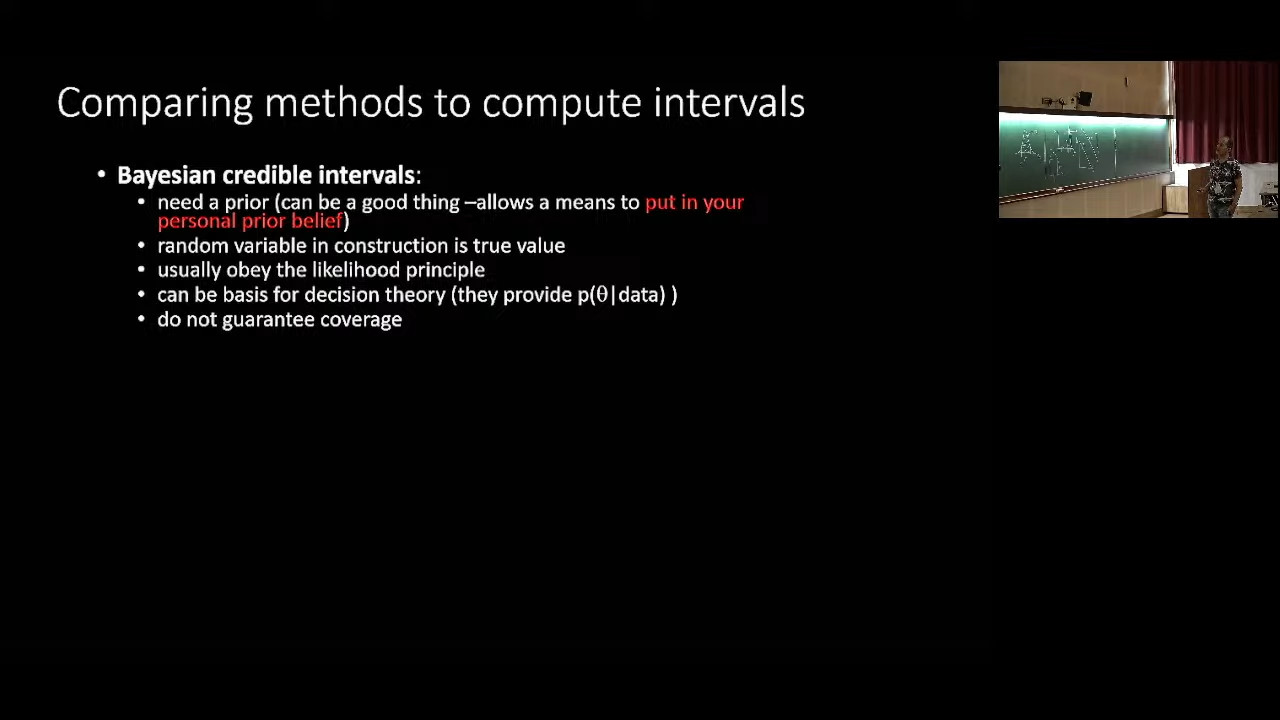 Comparing methods to compute intervals
• Bayesian credible intervals:
• need a prior (can be a good thing –allows a means to put in your
personal prior belief)
• random variable in construction is true value
• usually obey the likelihood principle
• can be basis for decision theory (they provide p(θ|data) )
• do not guarantee coverage